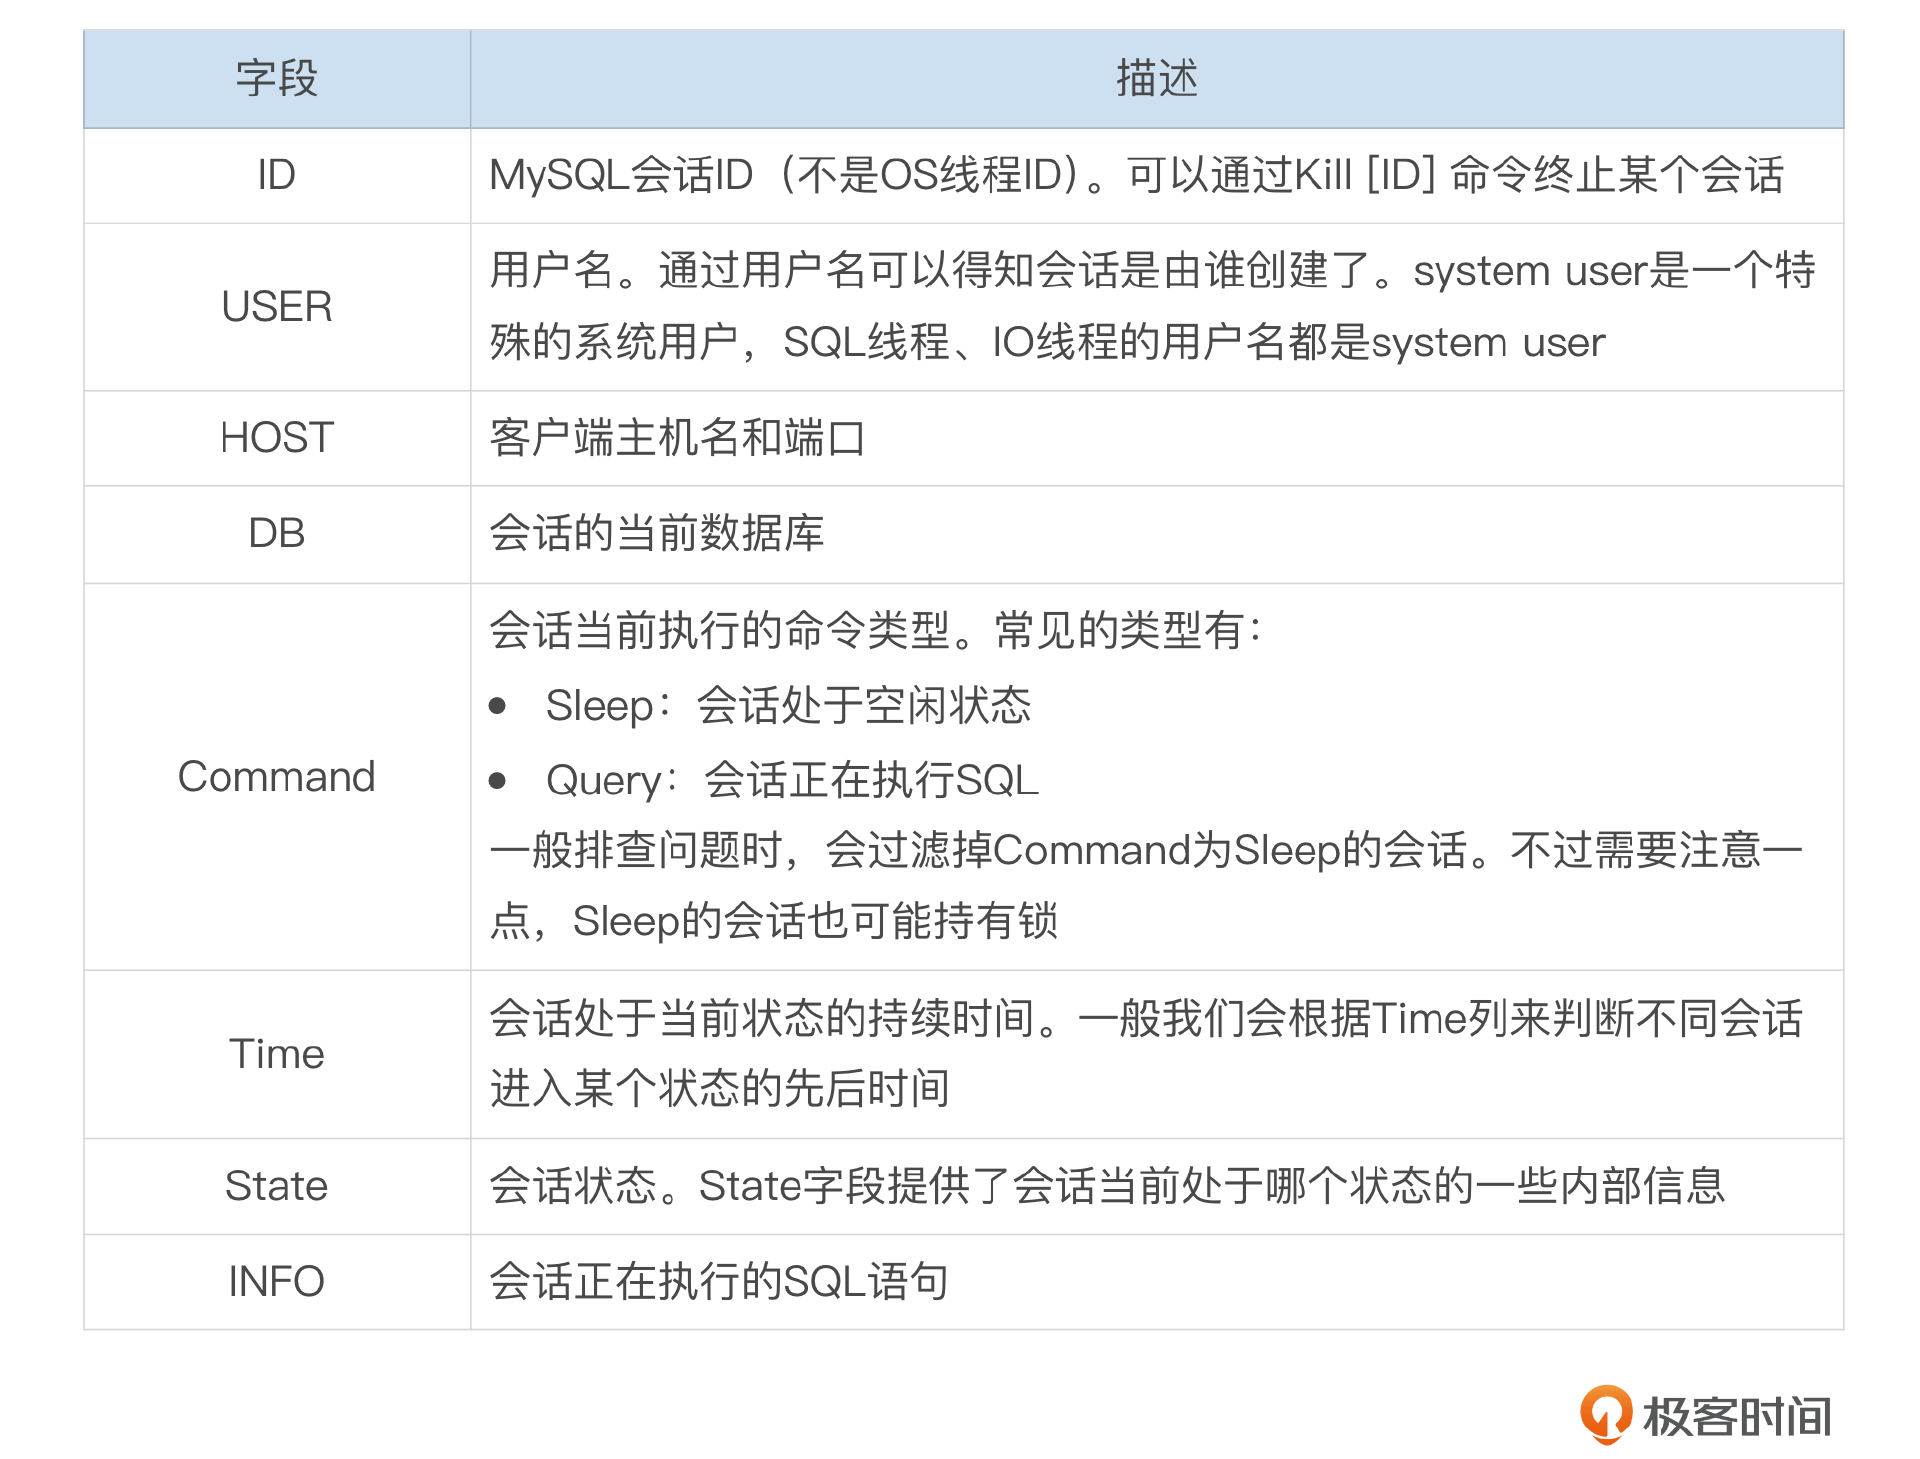 字段
描述
ID
MySQL会话ID（不是OS线程ID）。可以通过Kill [ID] 命令终止某个会话
USER
用户名。通过用户名可以得知会话是由谁创建了。system user是一个特
殊的系统用户，SQL线程、IO线程的用户名都是system user
HOST
客户端主机名和端口
DB
会话的当前数据库
Command
会话当前执行的命令类型。常见的类型有：
• Sleep：会话处于空闲状态
• Query：会话正在执行SQL
一般排查问题时，会过滤掉Command为Sleep的会话。不过需要注意一
点，Sleep的会话也可能持有锁
Time
会话处于当前状态的持续时间。一般我们会根据Time列来判断不同会话
进入某个状态的先后时间
State
会话状态。State字段提供了会话当前处于哪个状态的一些内部信息
INFO
会话正在执行的SQL语句
极客时间